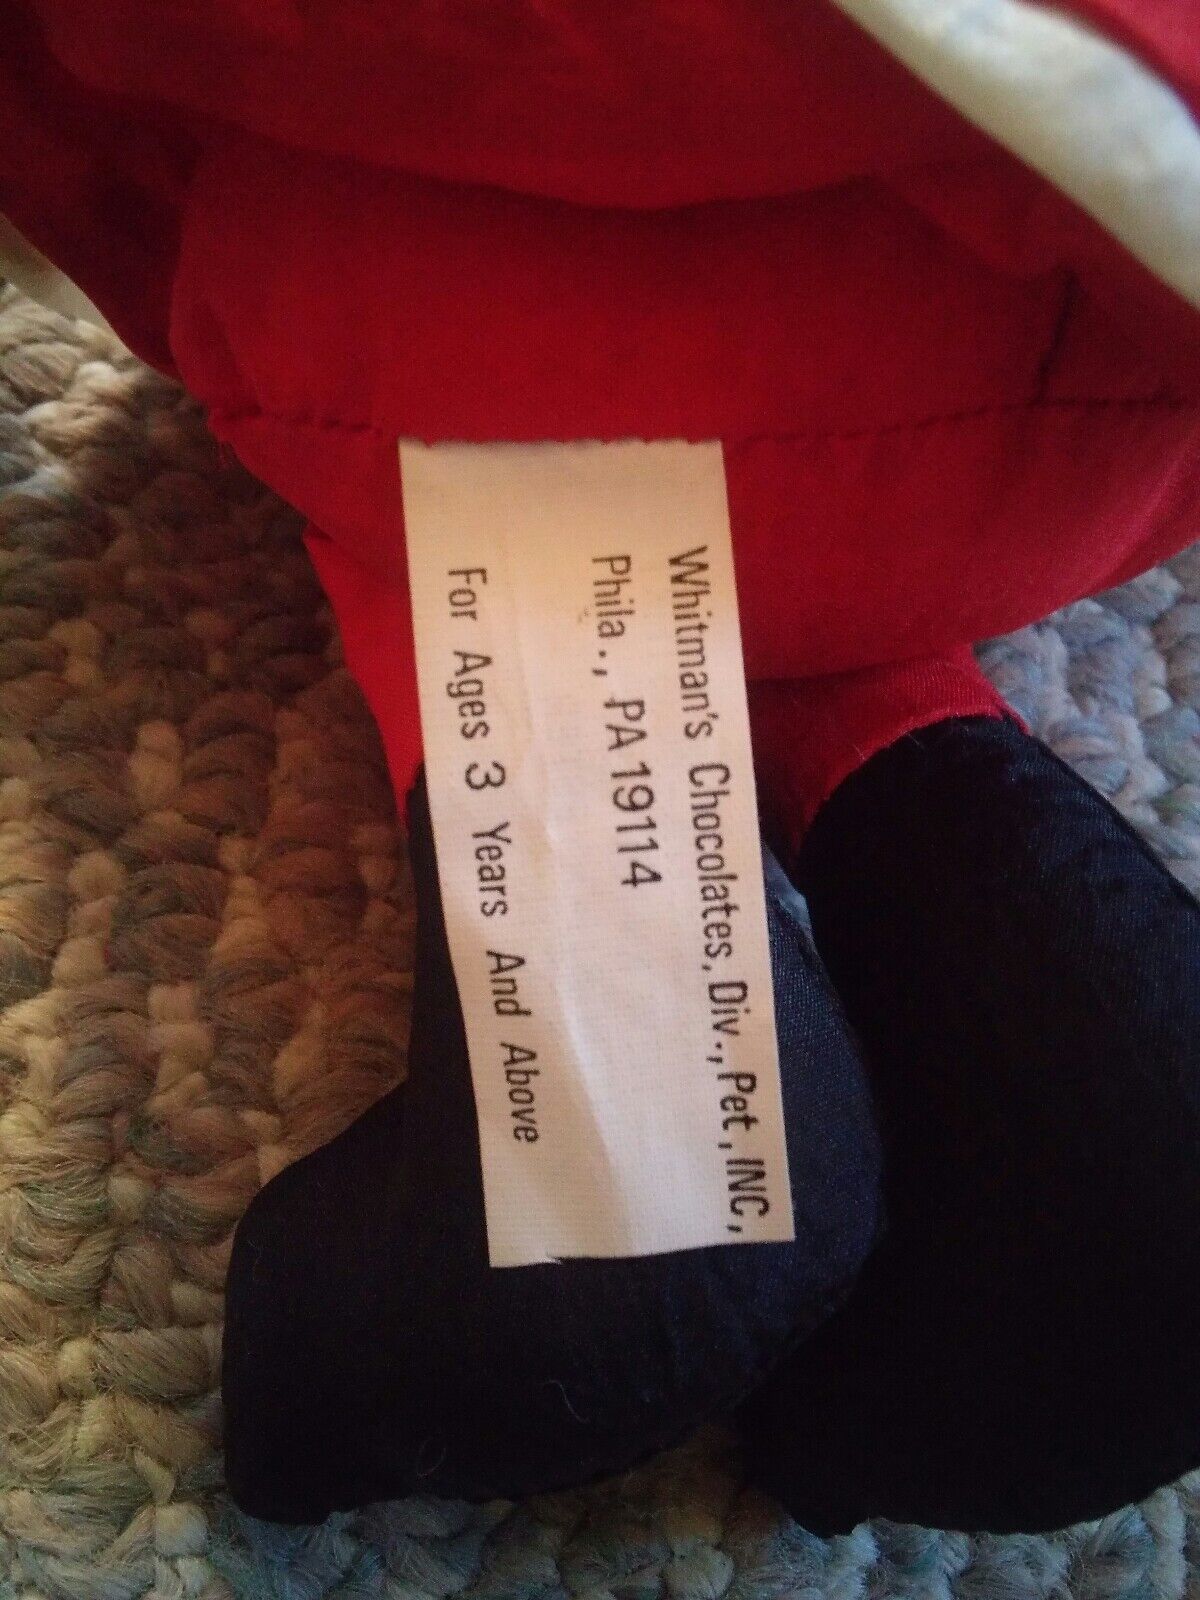 Whitman's Chocolates, Div., Pet, INC,
Phila., PA 19114
For Ages 3 Years And Above